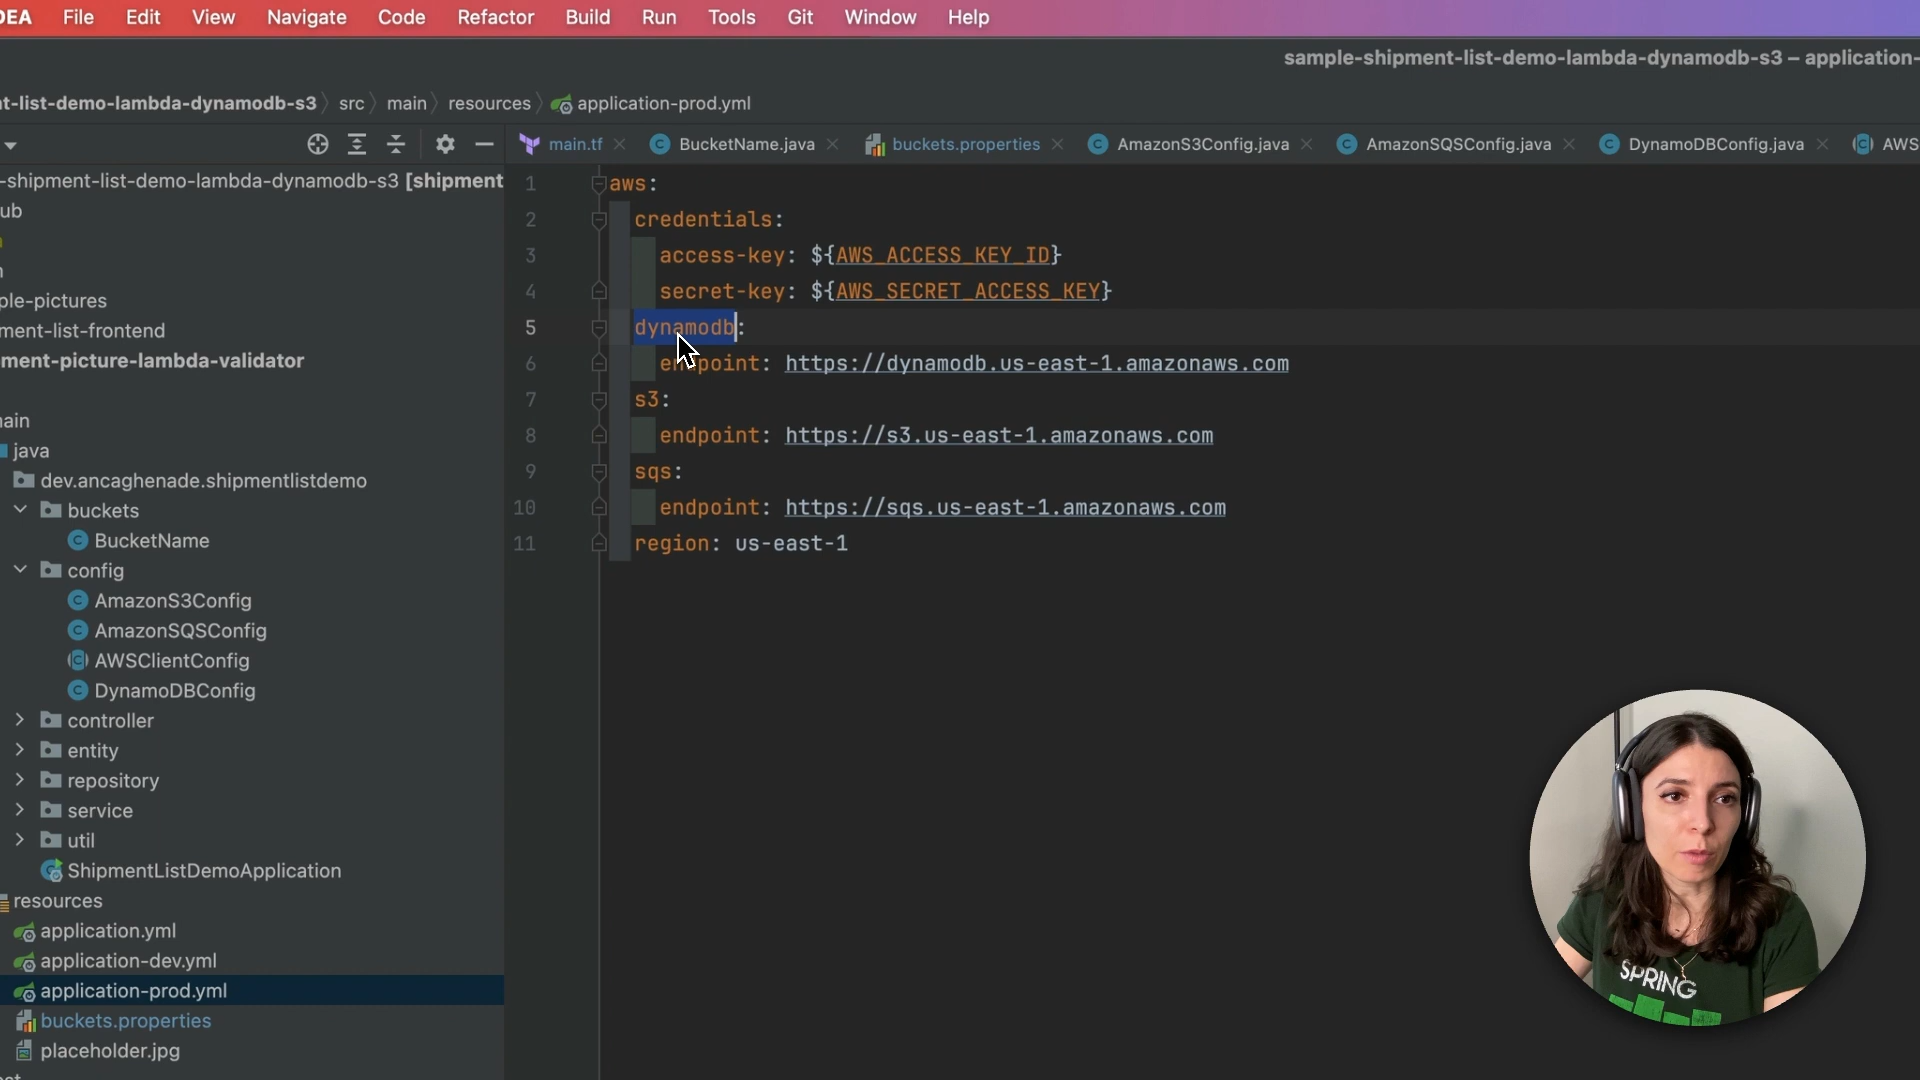 DEA File Edit View Navigate Code Refactor Build Run Tools Git Window Help
sample-shipment-list-demo-lambda-dynamodb-s3 – application-
t-list-demo-lambda-dynamodb-s3 src main resources application-prod.yml
main.tf BucketName.java buckets.properties AmazonS3Config.java AmazonSQSConfig.java DynamoDBConfig.java AWS
-shipment-list-demo-lambda-dynamodb-s3 [shipment
ub
n
ple-pictures
ment-list-frontend
ment-picture-lambda-validator
ain
java
dev.ancaghenade.shipmentlistdemo
buckets
BucketName
config
AmazonS3Config
AmazonSQSConfig
AWSClientConfig
DynamoDBConfig
controller
entity
repository
service
util
ShipmentListDemoApplication
resources
application.yml
application-dev.yml
application-prod.yml
buckets.properties
placeholder.jpg
1 aws:
2 credentials:
3 access-key: ${AWS_ACCESS_KEY_ID}
4 secret-key: ${AWS_SECRET_ACCESS_KEY}
5 dynamodb:
6 endpoint: https://dynamodb.us-east-1.amazonaws.com
7 s3:
8 endpoint: https://s3.us-east-1.amazonaws.com
9 sqs:
10 endpoint: https://sqs.us-east-1.amazonaws.com
11 region: us-east-1
SPRING